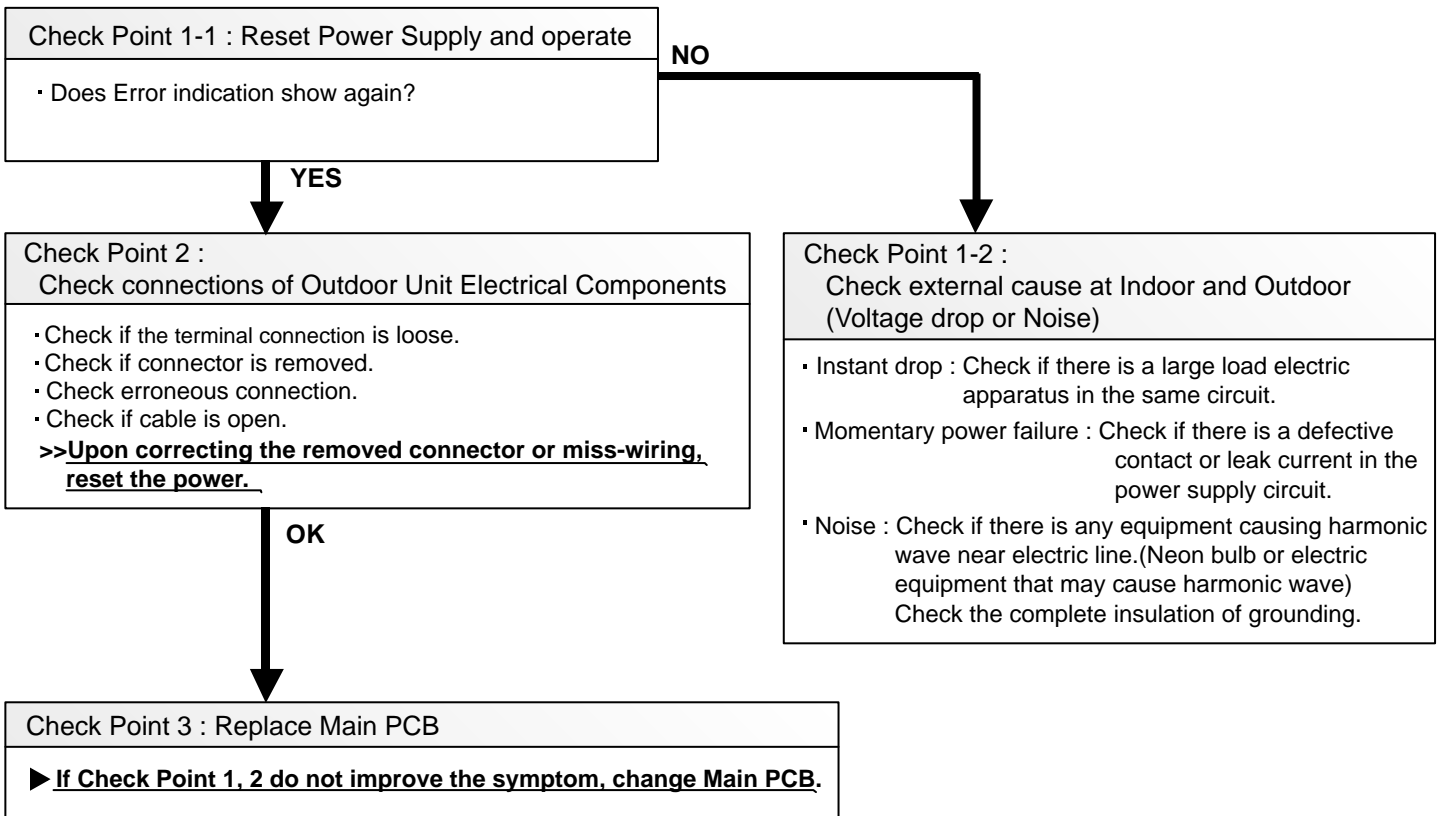 Check Point 1-1 : Reset Power Supply and operate
· Does Error indication show again?
NO
YES
Check Point 2 :
Check connections of Outdoor Unit Electrical Components
· Check if the terminal connection is loose.
· Check if connector is removed.
· Check erroneous connection.
· Check if cable is open.
>>Upon correcting the removed connector or miss-wiring,
reset the power.
OK
Check Point 1-2 :
Check external cause at Indoor and Outdoor
(Voltage drop or Noise)
· Instant drop : Check if there is a large load electric
apparatus in the same circuit.
· Momentary power failure : Check if there is a defective
contact or leak current in the
power supply circuit.
· Noise : Check if there is any equipment causing harmonic
wave near electric line.(Neon bulb or electric
equipment that may cause harmonic wave)
Check the complete insulation of grounding.
Check Point 3 : Replace Main PCB
▶ If Check Point 1, 2 do not improve the symptom, change Main PCB.